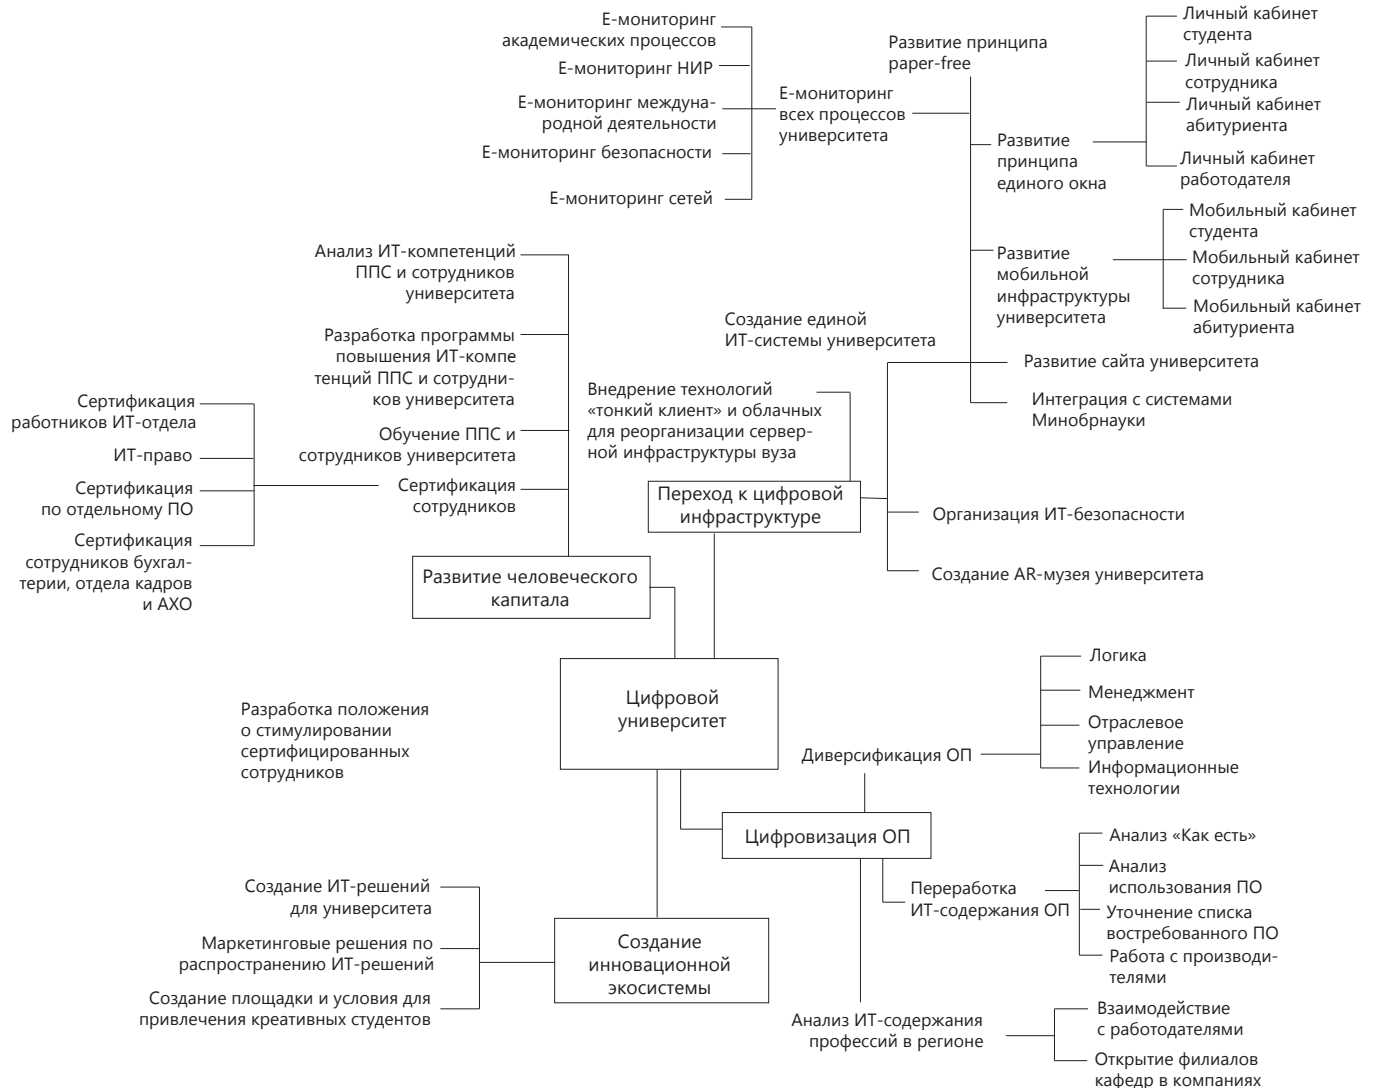 Е-мониторинг
академических процессов
Е-мониторинг НИР
Е-мониторинг междуна-
родной деятельности
Е-мониторинг безопасности
Е-мониторинг сетей
Е-мониторинг
всех процессов
университета
Развитие принципа
paper-free
Развитие
принципа
единого окна
Личный кабинет
студента
Личный кабинет
сотрудника
Личный кабинет
абитуриента
Личный кабинет
работодателя
Развитие
мобильной
инфраструктуры
университета
Мобильный кабинет
студента
Мобильный кабинет
сотрудника
Мобильный кабинет
абитуриента
Создание единой
ИТ-системы университета
Развитие сайта университета
Интеграция с системами
Минобрнауки
Внедрение технологий
«тонкий клиент» и облачных
для реорганизации сервер-
ной инфраструктуры вуза
Переход к цифровой
инфраструктуре
Организация ИТ-безопасности
Создание AR-музея университета
Анализ ИТ-компетенций
ППС и сотрудников
университета
Разработка программы
повышения ИТ-компе
тенций ППС и сотрудни-
ков университета
Обучение ППС и
сотрудников университета
Сертификация
сотрудников
Сертификация
работников ИТ-отдела
ИТ-право
Сертификация
по отдельному ПО
Сертификация
сотрудников бухгал-
терии, отдела кадров
и АХО
Развитие человеческого
капитала
Цифровой
университет
Разработка положения
о стимулировании
сертифицированных
сотрудников
Диверсификация ОП
Логика
Менеджмент
Отраслевое
управление
Информационные
технологии
Цифровизация ОП
Переработка
ИТ-содержания ОП
Анализ «Как есть»
Анализ
использования ПО
Уточнение списка
востребованного ПО
Работа с производи-
телями
Создание ИТ-решений
для университета
Маркетинговые решения по
распространению ИТ-решений
Создание площадки и условия для
привлечения креативных студентов
Создание
инновационной
экосистемы
Анализ ИТ-содержания
профессий в регионе
Взаимодействие
с работодателями
Открытие филиалов
кафедр в компаниях